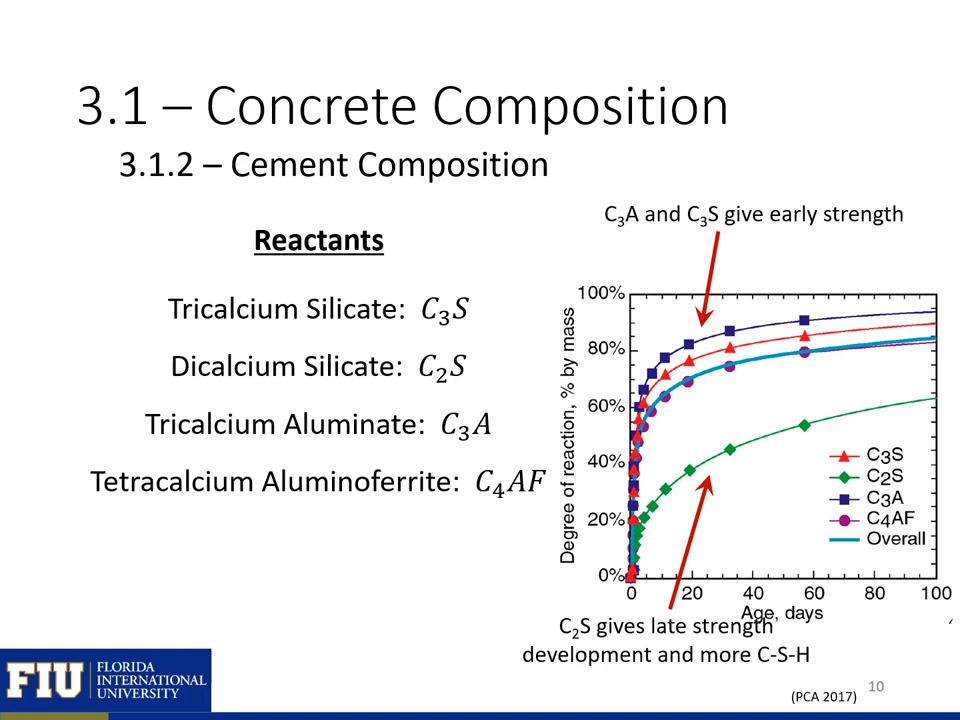 3.1 – Concrete Composition
3.1.2 – Cement Composition
Reactants
Tricalcium Silicate: C₃S
Dicalcium Silicate: C₂S
Tricalcium Aluminate: C₃A
Tetracalcium Aluminoferrite: C₄AF
C₃A and C₃S give early strength
100%
80%
60%
40%
20%
0%
Degree of reaction, % by mass
C₃S
C₂S
C₃A
C₄AF
Overall
0 20 40 60 80 100
Age, days
C₂S gives late strength
development and more C-S-H
FIU
FLORIDA
INTERNATIONAL
UNIVERSITY
(PCA 2017)
10